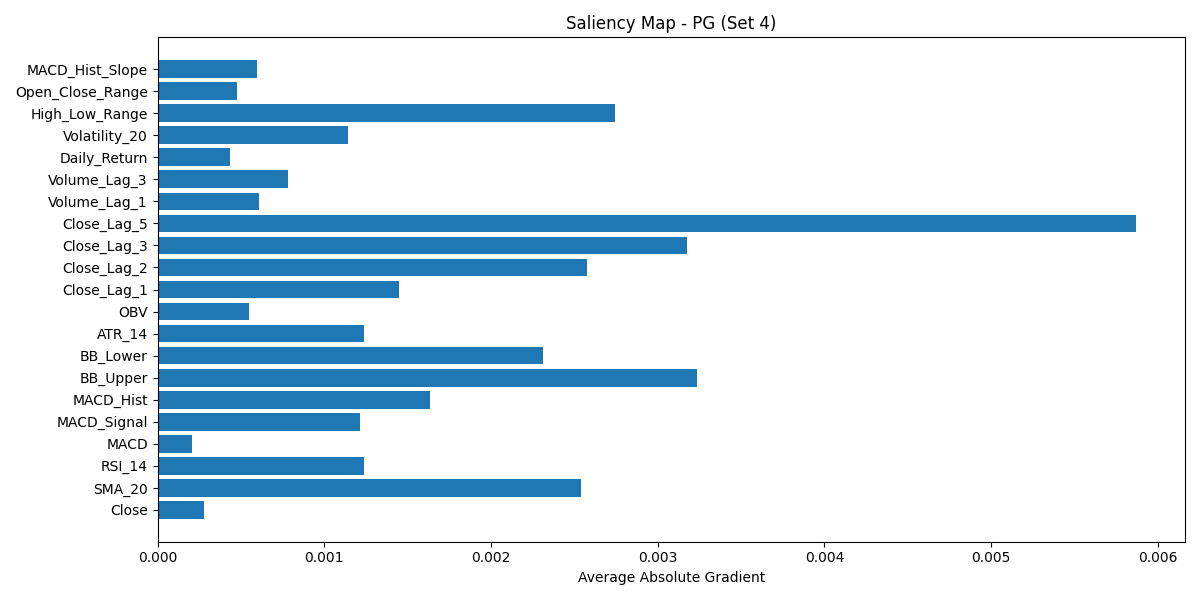 Saliency Map - PG (Set 4)
MACD_Hist_Slope
Open_Close_Range
High_Low_Range
Volatility_20
Daily_Return
Volume_Lag_3
Volume_Lag_1
Close_Lag_5
Close_Lag_3
Close_Lag_2
Close_Lag_1
OBV
ATR_14
BB_Lower
BB_Upper
MACD_Hist
MACD_Signal
MACD
RSI_14
SMA_20
Close
0.000 0.001 0.002 0.003 0.004 0.005 0.006
Average Absolute Gradient